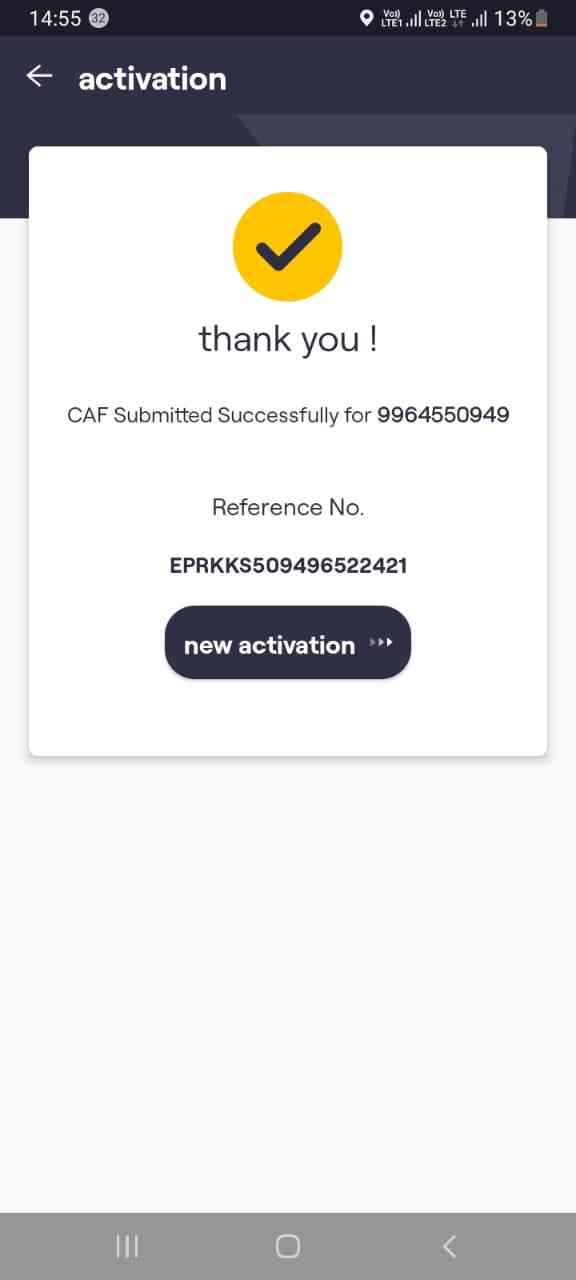 14:55 32 Vo)) LTE1 Vo)) LTE2 LTE 13%
activation
thank you !
CAF Submitted Successfully for 9964550949
Reference No.
EPRKKS509496522421
new activation